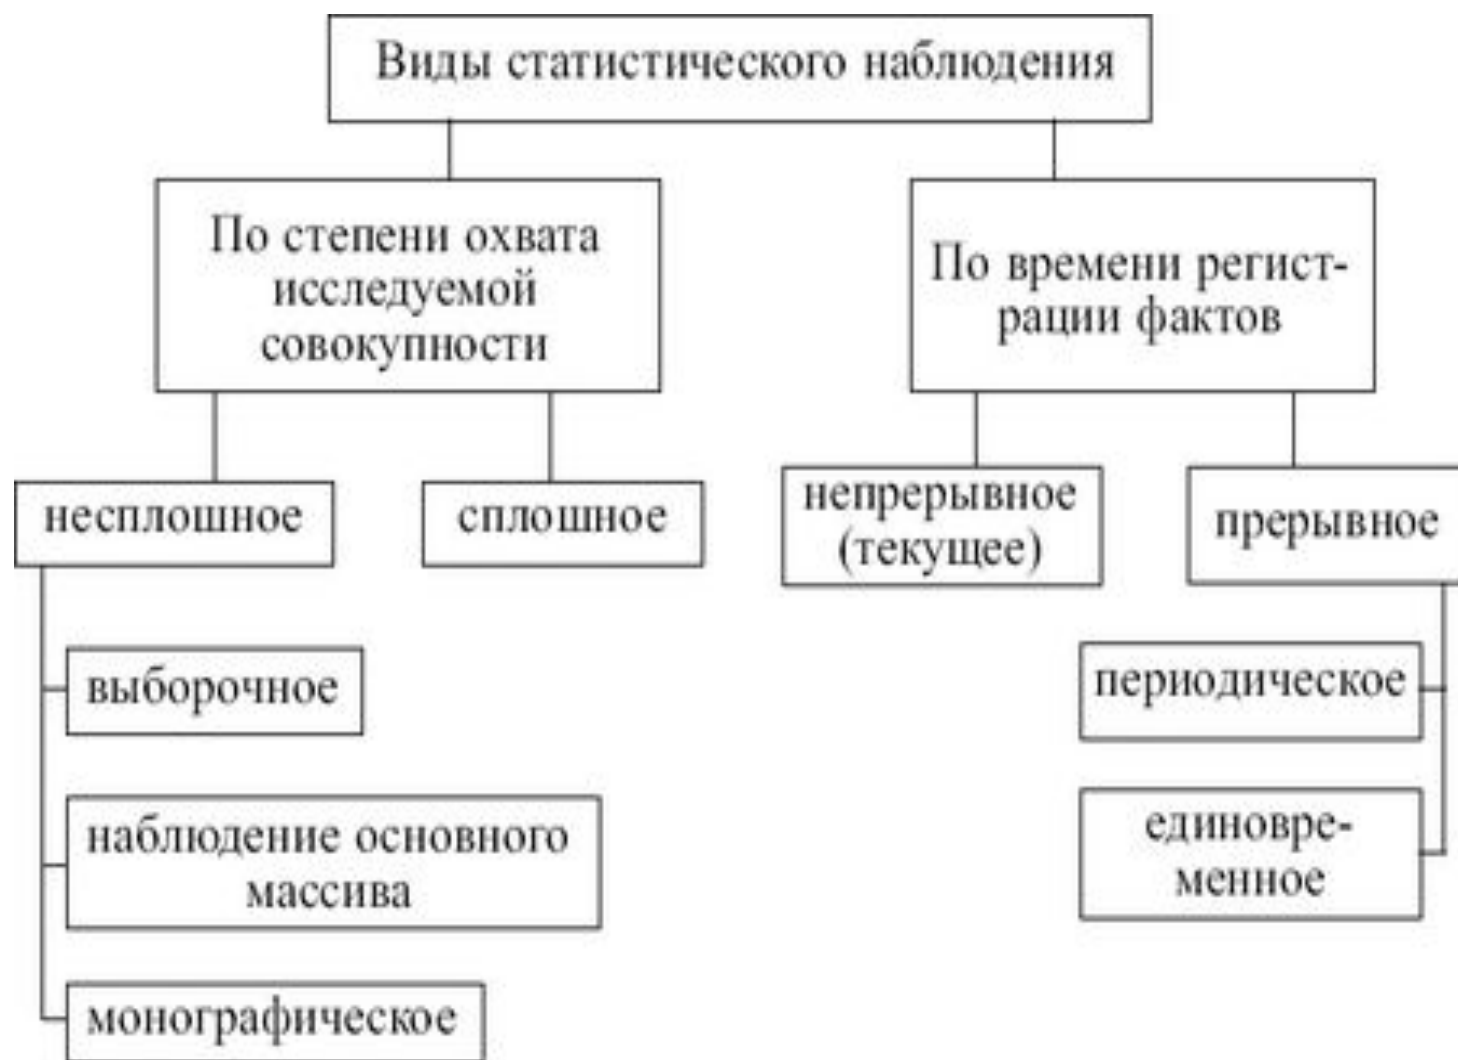 Виды статистического наблюдения
По степени охвата
исследуемой
совокупности
По времени регист-
рации фактов
несплошное
сплошное
непрерывное
(текущее)
прерывное
выборочное
наблюдение основного
массива
монографическое
периодическое
единовре-
менное